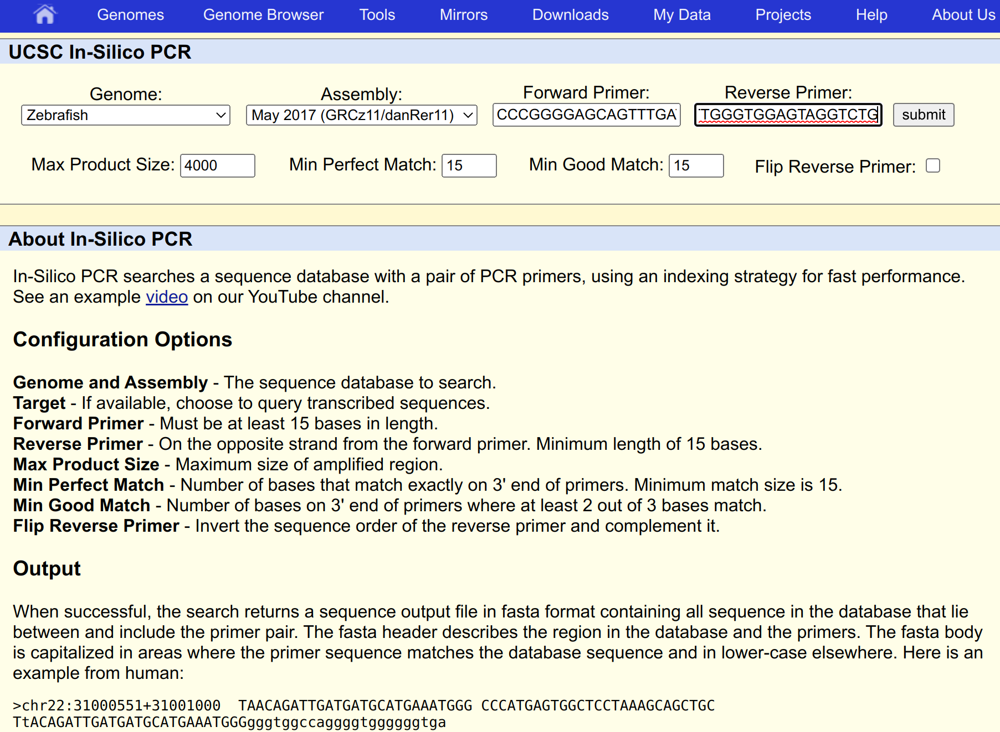 Genomes Genome Browser Tools Mirrors Downloads My Data Projects Help About Us
UCSC In-Silico PCR
Genome: Assembly: Forward Primer: Reverse Primer:
Zebrafish May 2017 (GRCz11/danRer11) CCCGGGGAGCAGTTTGA TGGGTGGAGTAGGTCTG submit
Max Product Size: 4000 Min Perfect Match: 15 Min Good Match: 15 Flip Reverse Primer:
About In-Silico PCR
In-Silico PCR searches a sequence database with a pair of PCR primers, using an indexing strategy for fast performance.
See an example video on our YouTube channel.
Configuration Options
Genome and Assembly - The sequence database to search.
Target - If available, choose to query transcribed sequences.
Forward Primer - Must be at least 15 bases in length.
Reverse Primer - On the opposite strand from the forward primer. Minimum length of 15 bases.
Max Product Size - Maximum size of amplified region.
Min Perfect Match - Number of bases that match exactly on 3' end of primers. Minimum match size is 15.
Min Good Match - Number of bases on 3' end of primers where at least 2 out of 3 bases match.
Flip Reverse Primer - Invert the sequence order of the reverse primer and complement it.
Output
When successful, the search returns a sequence output file in fasta format containing all sequence in the database that lie
between and include the primer pair. The fasta header describes the region in the database and the primers. The fasta body
is capitalized in areas where the primer sequence matches the database sequence and in lower-case elsewhere. Here is an
example from human:
>chr22:31000551+31001000 TAACAGATTGATGATGCATGAAATGGG CCCATGAGTGGCTCCTAAAGCAGCTGC
TtACAGATTGATGATGCATGAAATGGGgggtggccaggggtggggggtga